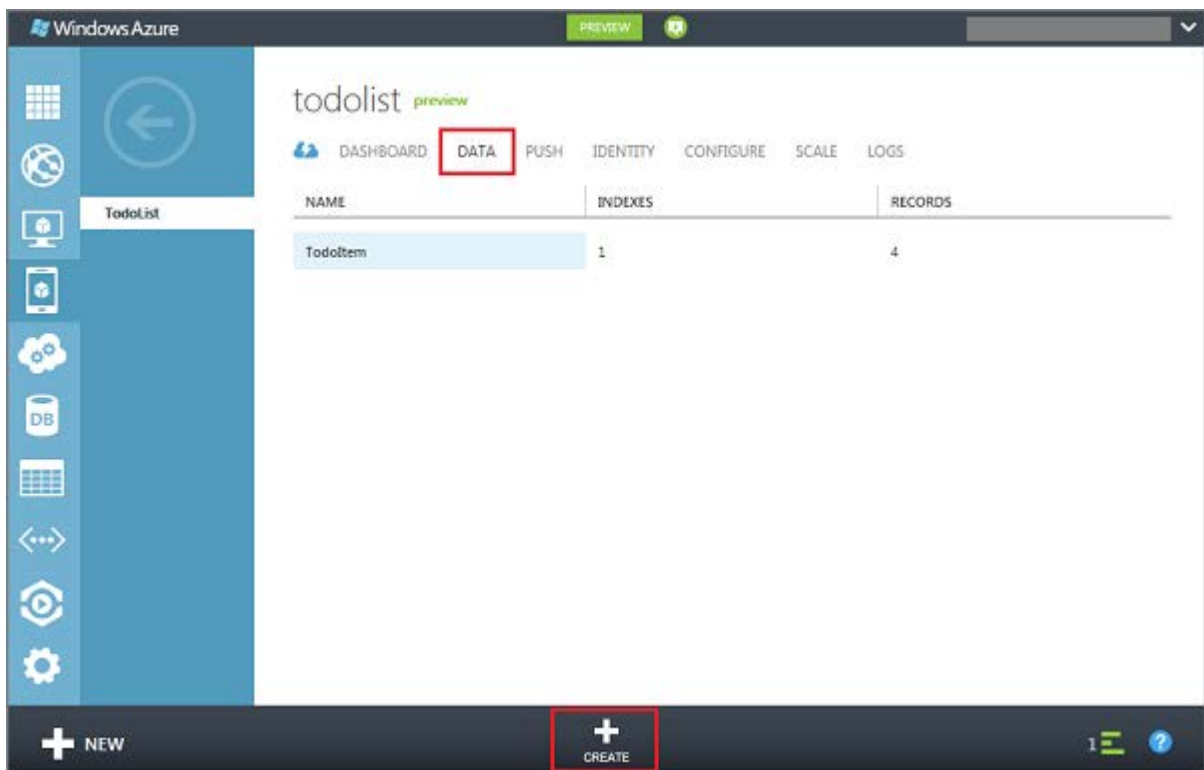 Windows Azure
PREVIEW
todolist preview
DASHBOARD DATA PUSH IDENTITY CONFIGURE SCALE LOGS
TodoList
NAME INDEXES RECORDS
TodoItem 1 4
DB
NEW
CREATE
1
?